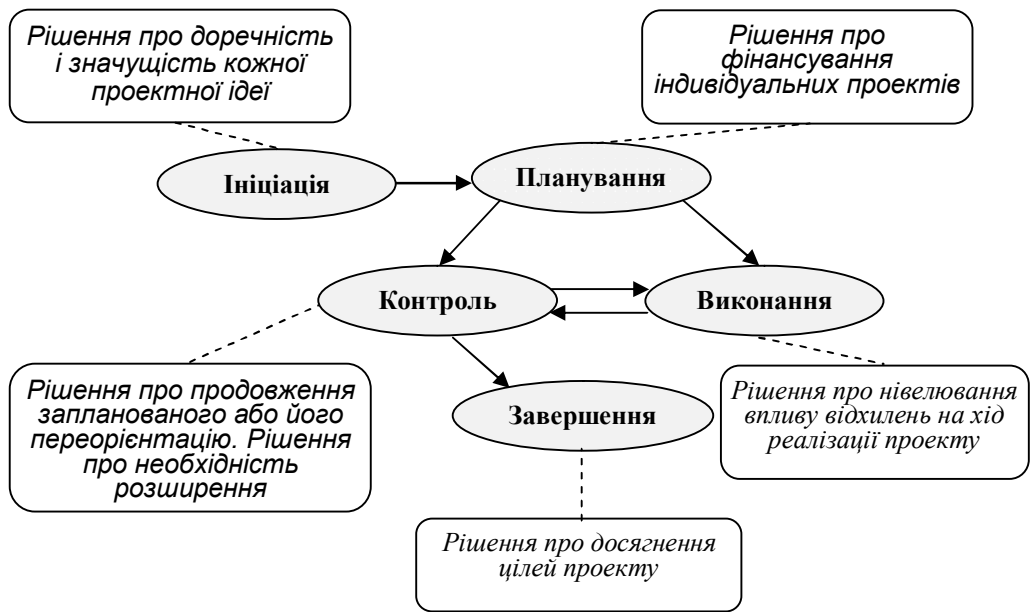 Рішення про доречність
і значущість кожної
проектної ідеї
Рішення про
фінансування
індивідуальних проектів
Ініціація
Планування
Контроль
Виконання
Рішення про продовження
запланованого або його
переорієнтацію. Рішення
про необхідність
розширення
Завершення
Рішення про нівелювання
впливу відхилень на хід
реалізації проекту
Рішення про досягнення
цілей проекту